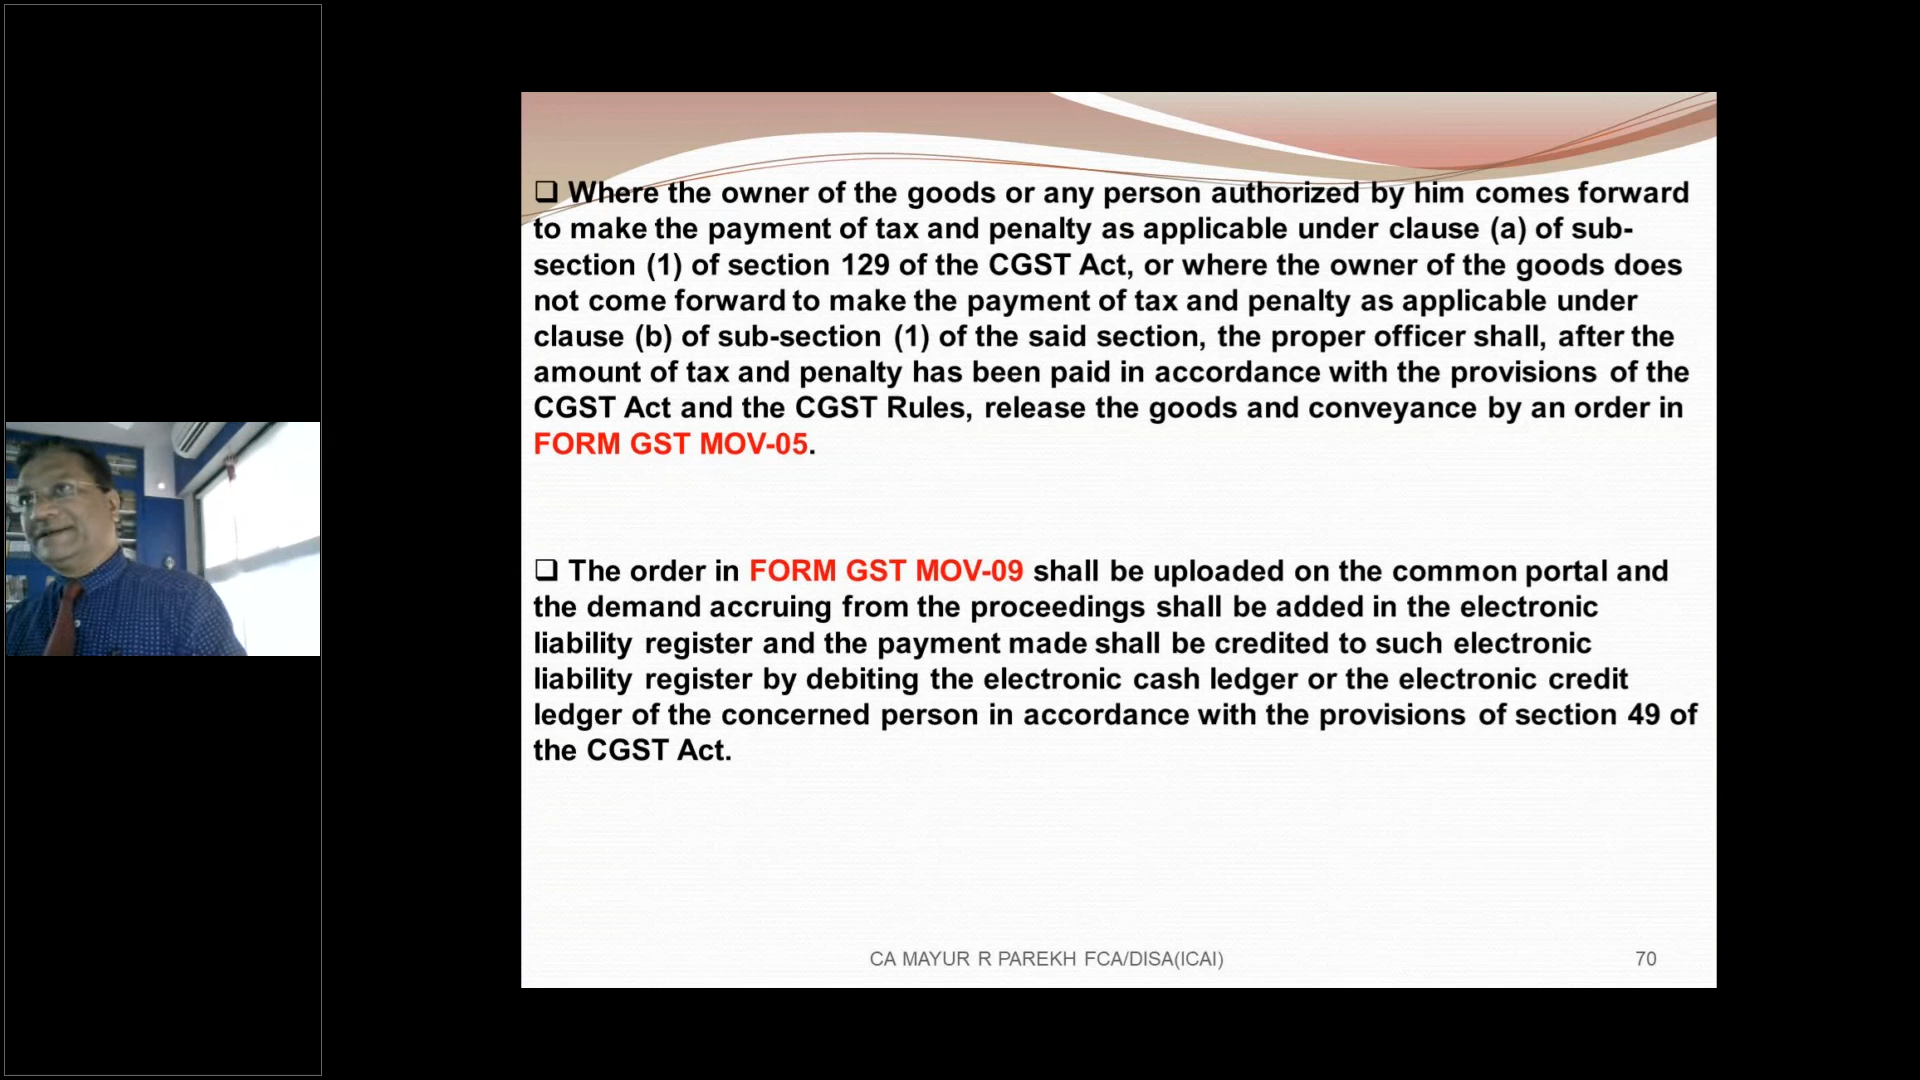 ❑ Where the owner of the goods or any person authorized by him comes forward
to make the payment of tax and penalty as applicable under clause (a) of sub-
section (1) of section 129 of the CGST Act, or where the owner of the goods does
not come forward to make the payment of tax and penalty as applicable under
clause (b) of sub-section (1) of the said section, the proper officer shall, after the
amount of tax and penalty has been paid in accordance with the provisions of the
CGST Act and the CGST Rules, release the goods and conveyance by an order in
FORM GST MOV-05.
❑ The order in FORM GST MOV-09 shall be uploaded on the common portal and
the demand accruing from the proceedings shall be added in the electronic
liability register and the payment made shall be credited to such electronic
liability register by debiting the electronic cash ledger or the electronic credit
ledger of the concerned person in accordance with the provisions of section 49 of
the CGST Act.
CA MAYUR R PAREKH FCA/DISA(ICAI)
70